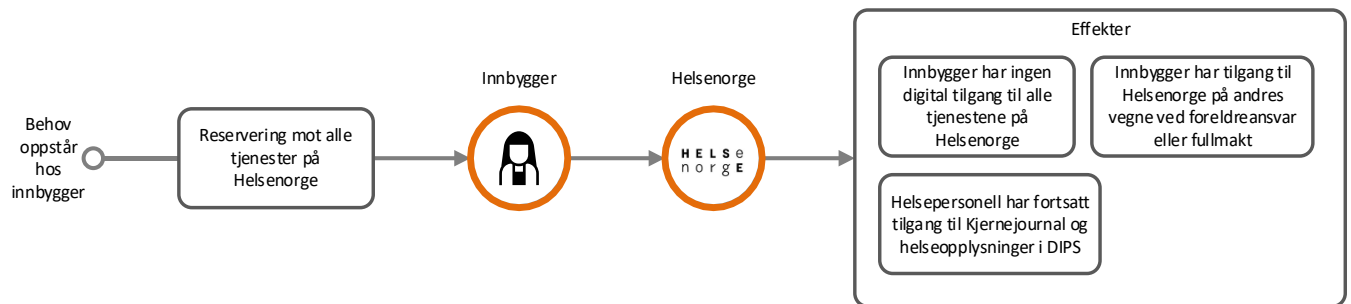 Behov
oppstår
hos
innbygger
Reservering mot alle
tjenester på
Helsenorge
Innbygger
Helsenorge
HELSe
norgE
Effekter
Innbygger har ingen
digital tilgang til alle
tjenestene på
Helsenorge
Innbygger har tilgang til
Helsenorge på andres
vegne ved foreldreansvar
eller fullmakt
Helsepersonell har fortsatt
tilgang til Kjernejournal og
helseopplysninger i DIPS